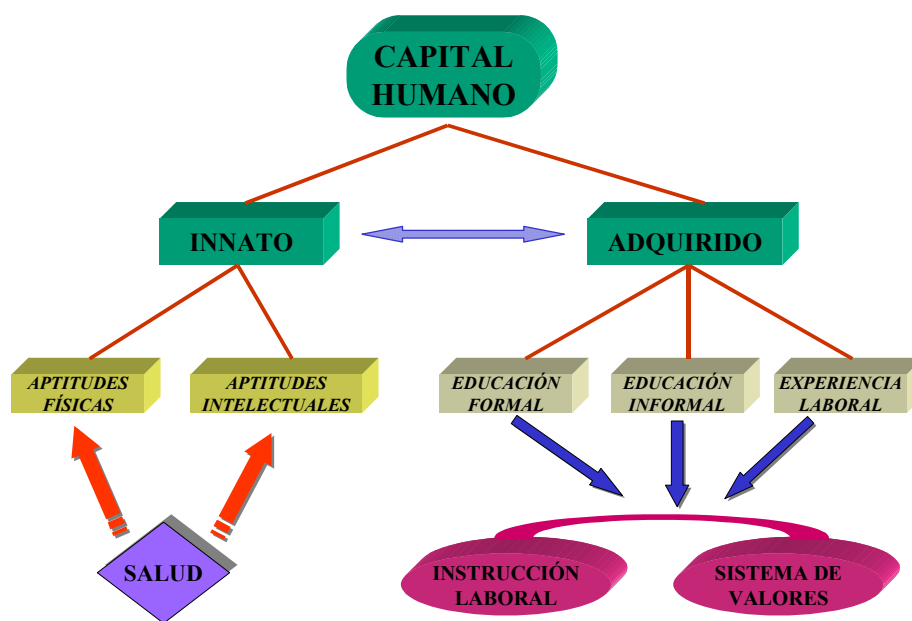 CAPITAL
HUMANO
INNATO
ADQUIRIDO
APTITUDES
FÍSICAS
APTITUDES
INTELECTUALES
EDUCACIÓN
FORMAL
EDUCACIÓN
INFORMAL
EXPERIENCIA
LABORAL
SALUD
INSTRUCCIÓN
LABORAL
SISTEMA DE
VALORES